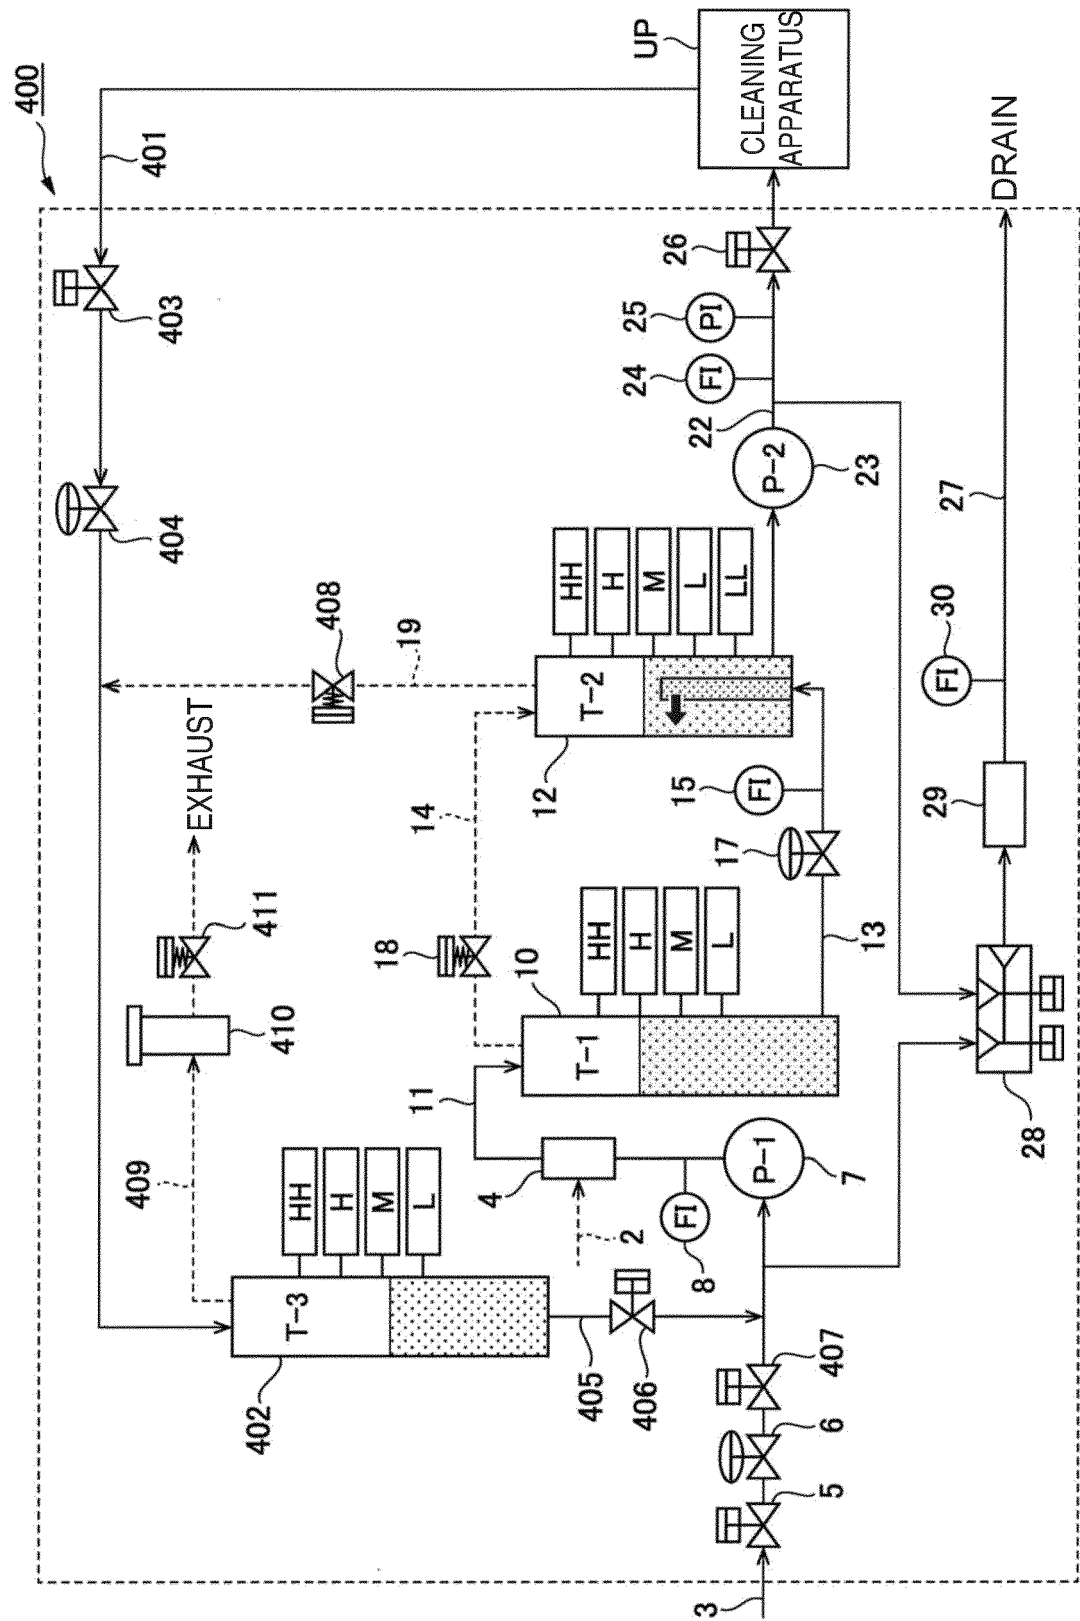 400
401
UP
CLEANING
APPARATUS
403
404
408
19
EXHAUST
411
410
409
14
18
T-2
HH
H
M
L
LL
12
T-1
HH
H
M
L
10
11
T-3
HH
H
M
L
402
4
2
FI
8
P-1
7
405
406
407
6
5
3
13
17
FI
15
P-2
23
22
FI
24
PI
25
26
28
29
FI
30
27
DRAIN